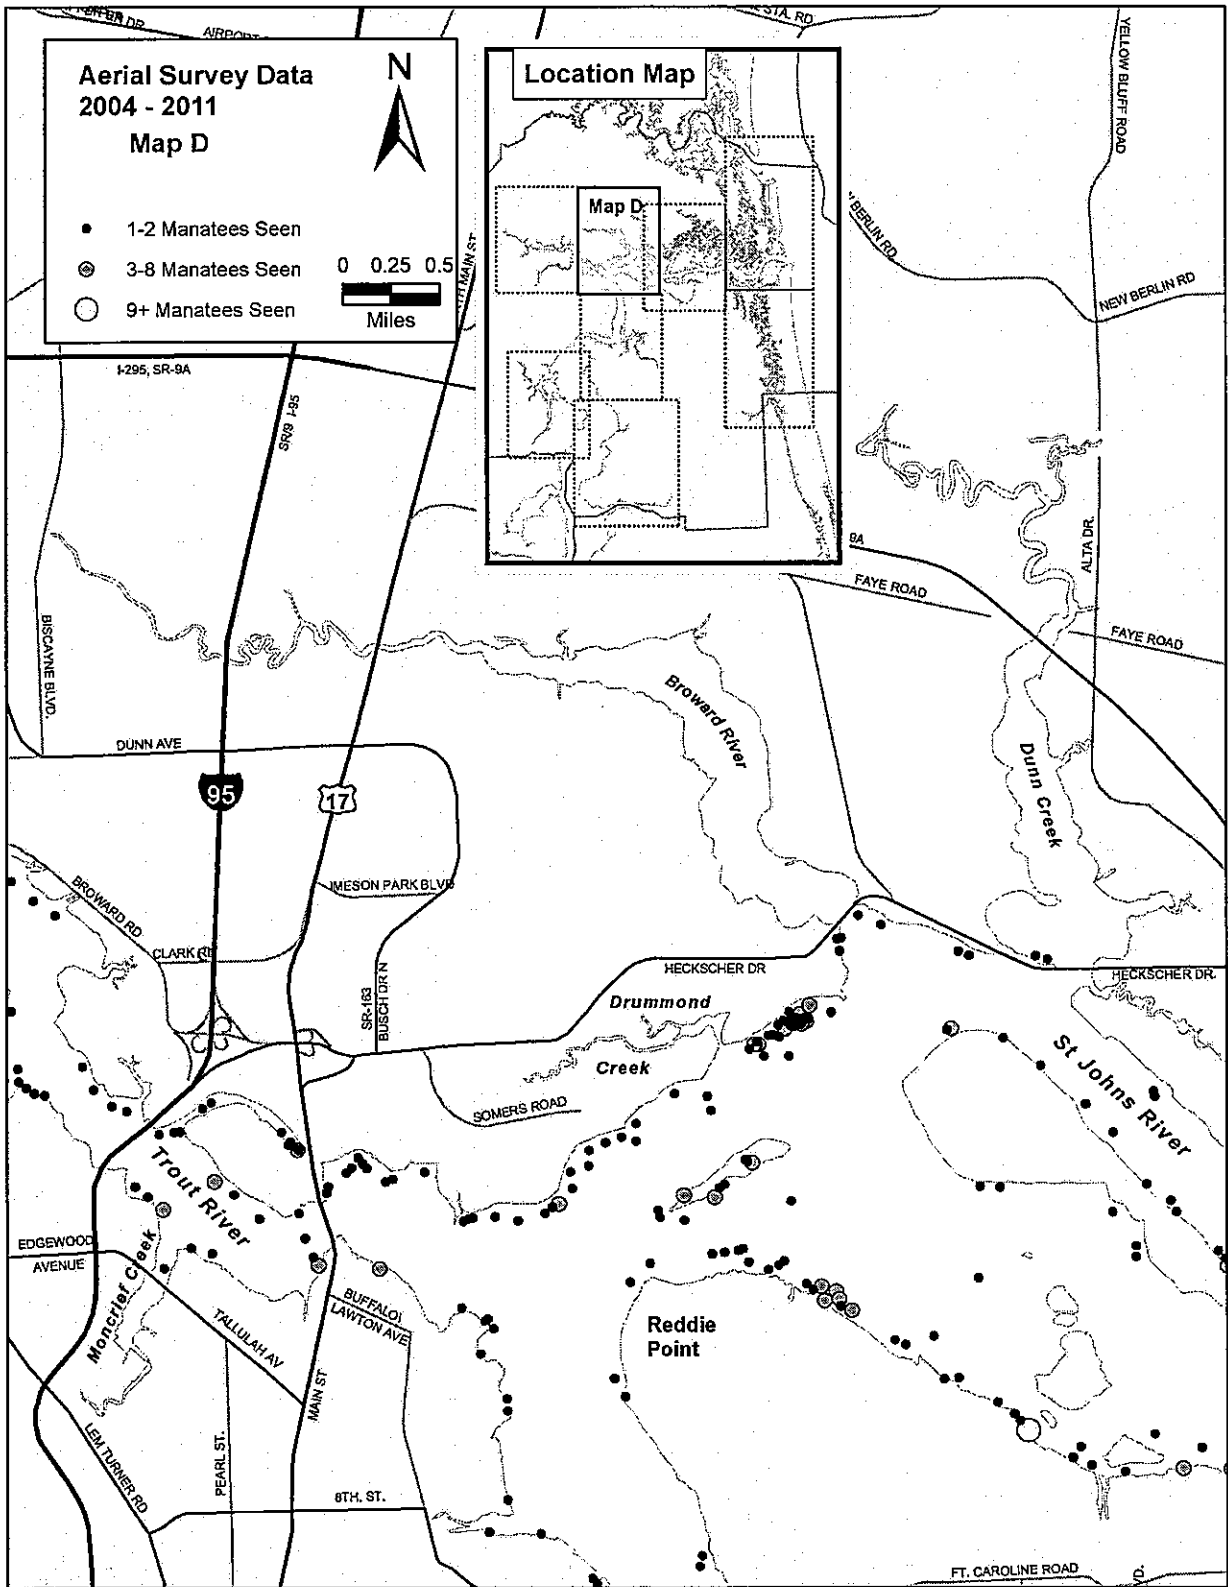 AIRPORT
STA. RD
YELLOW BLUFF ROAD
Aerial Survey Data
2004 - 2011
Map D
N
1-2 Manatees Seen
3-8 Manatees Seen
9+ Manatees Seen
0 0.25 0.5
Miles
Location Map
Map D
MAIN ST
BERLIN RD
NEW BERLIN RD
I-295, SR-9A
SR/9 I-95
9A
ALTA DR.
FAYE ROAD
FAYE ROAD
BISCAYNE BLVD.
Broward River
DUNN AVE
Dunn Creek
95
17
BROWARD RD
IMESON PARK BLVD
CLARK RD
SR-163
BUSCH DR N
HECKSCHER DR
HECKSCHER DR.
Drummond
Creek
SOMERS ROAD
St Johns River
Trout River
EDGEWOOD
AVENUE
Moncrief Creek
TALLULAH AV
BUFFALO
LAWTON AVE
Reddie
Point
MAIN ST
LEM TURNER RD
PEARL ST.
8TH. ST.
FT. CAROLINE ROAD
VD.